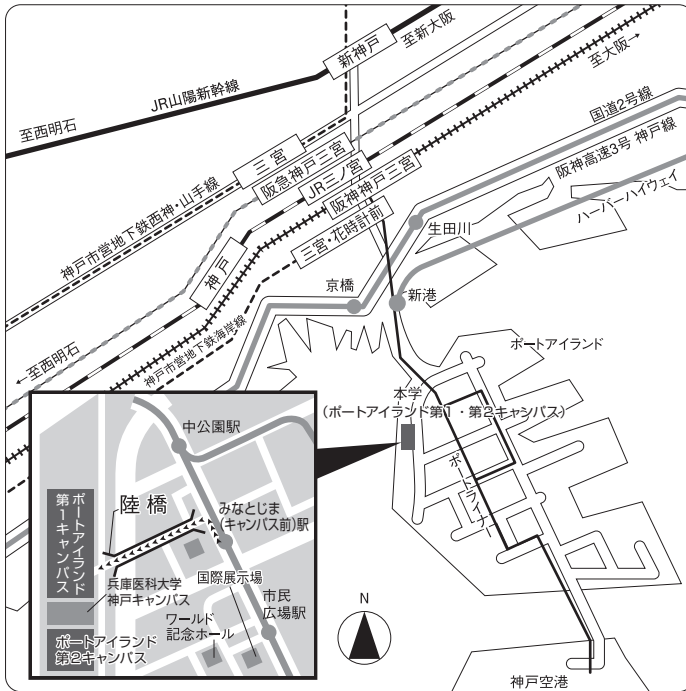 新神戸
至新大阪
JR山陽新幹線
至西明石
至大阪
国道2号線
阪神高速3号 神戸線
ハーバーハイウェイ
三宮
阪急神戸三宮
JR三ノ宮
阪神神戸三宮
三宮・花時計前
神戸市営地下鉄西神・山手線
神戸
生田川
京橋
新港
至西明石
神戸市営地下鉄海岸線
ポートアイランド
本学
(ポートアイランド第1・第2キャンパス)
ポートライナー
中公園駅
陸橋
みなとじま
(キャンパス前)駅
ポートアイランド
第1キャンパス
兵庫医科大学
神戸キャンパス
国際展示場
市民
広場駅
ワールド
記念ホール
ポートアイランド
第2キャンパス
N
神戸空港